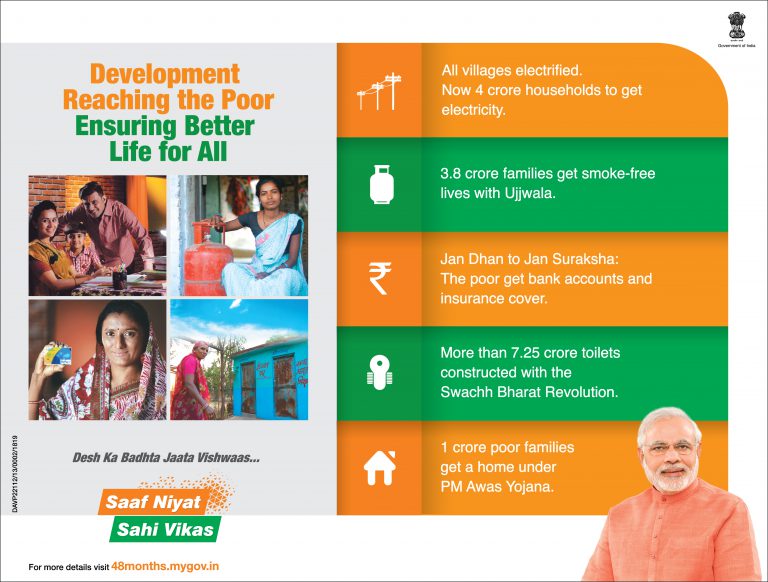 Government of India
Development
Reaching the Poor
Ensuring Better
Life for All
All villages electrified.
Now 4 crore households to get
electricity.
3.8 crore families get smoke-free
lives with Ujjwala.
Jan Dhan to Jan Suraksha:
The poor get bank accounts and
insurance cover.
More than 7.25 crore toilets
constructed with the
Swachh Bharat Revolution.
1 crore poor families
get a home under
PM Awas Yojana.
Desh Ka Badhta Jaata Vishwaas...
Saaf Niyat
Sahi Vikas
For more details visit 48months.mygov.in
DAVP22112/13/0002/1819